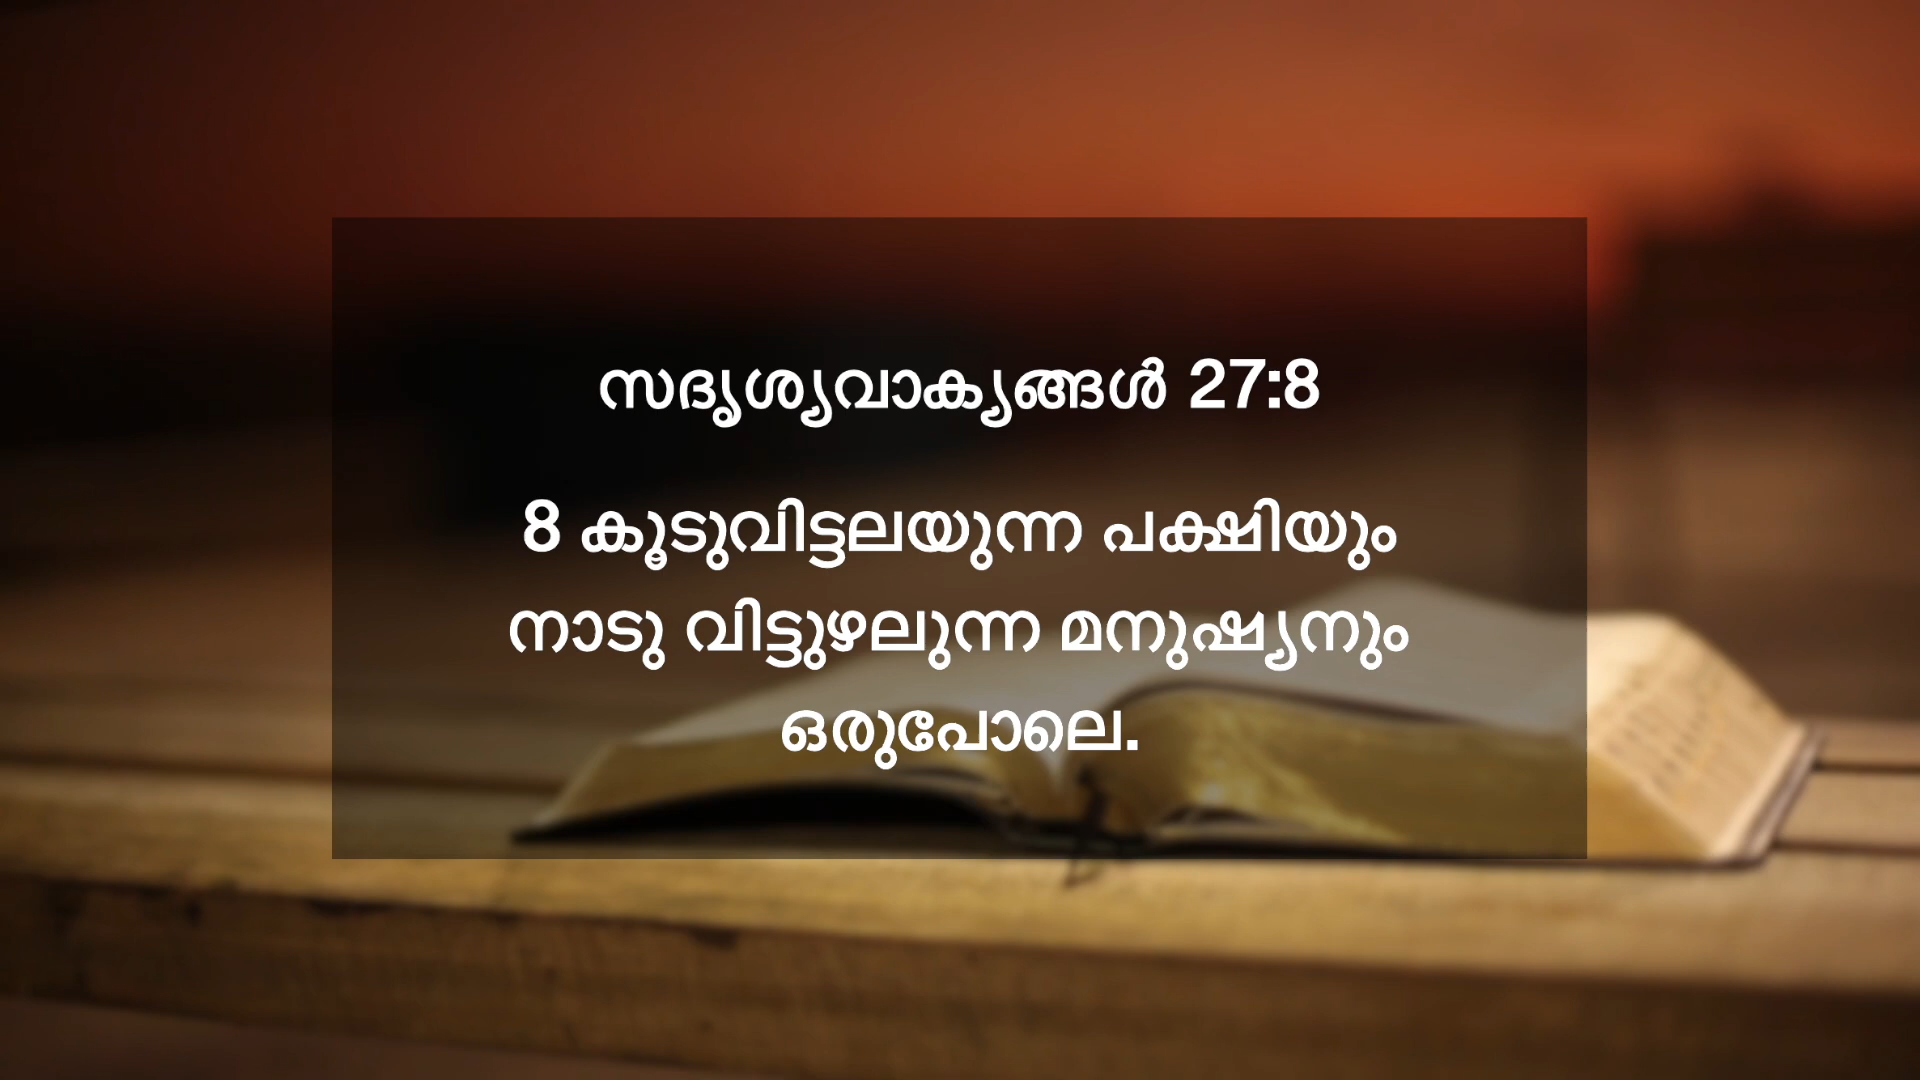 സദൃശ്യവാക്യങ്ങൾ 27:8
8 കൂടുവിട്ടലയുന്ന പക്ഷിയും
നാടു വിട്ടുഴലുന്ന മനുഷ്യനും
ഒരുപോലെ.